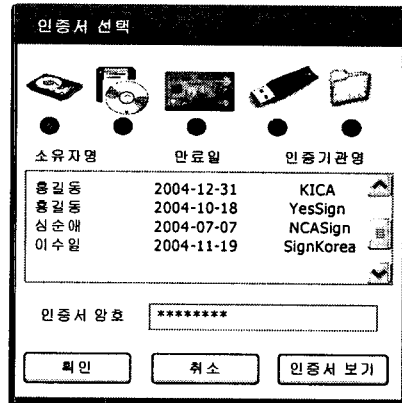 인증서 선택
소유자명 만료일 인증기관명
홍길동 2004-12-31 KICA
홍길동 2004-10-18 YesSign
심순애 2004-07-07 NCASign
이수일 2004-11-19 SignKorea
인증서 암호 ********
확인 취소 인증서 보기